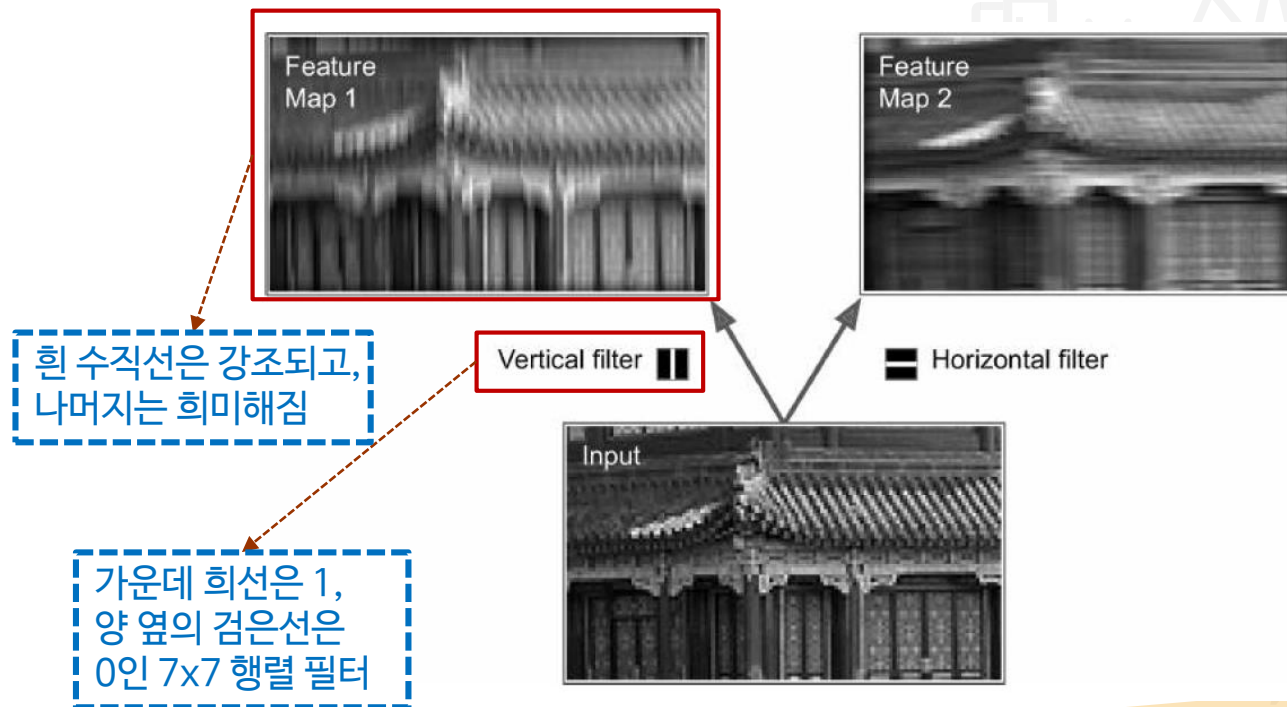 Feature
Map 1
Feature
Map 2
흰 수직선은 강조되고,
나머지는 희미해짐
Vertical filter
Horizontal filter
Input
가운데 희선은 1,
양 옆의 검은선은
0인 7x7 행렬 필터